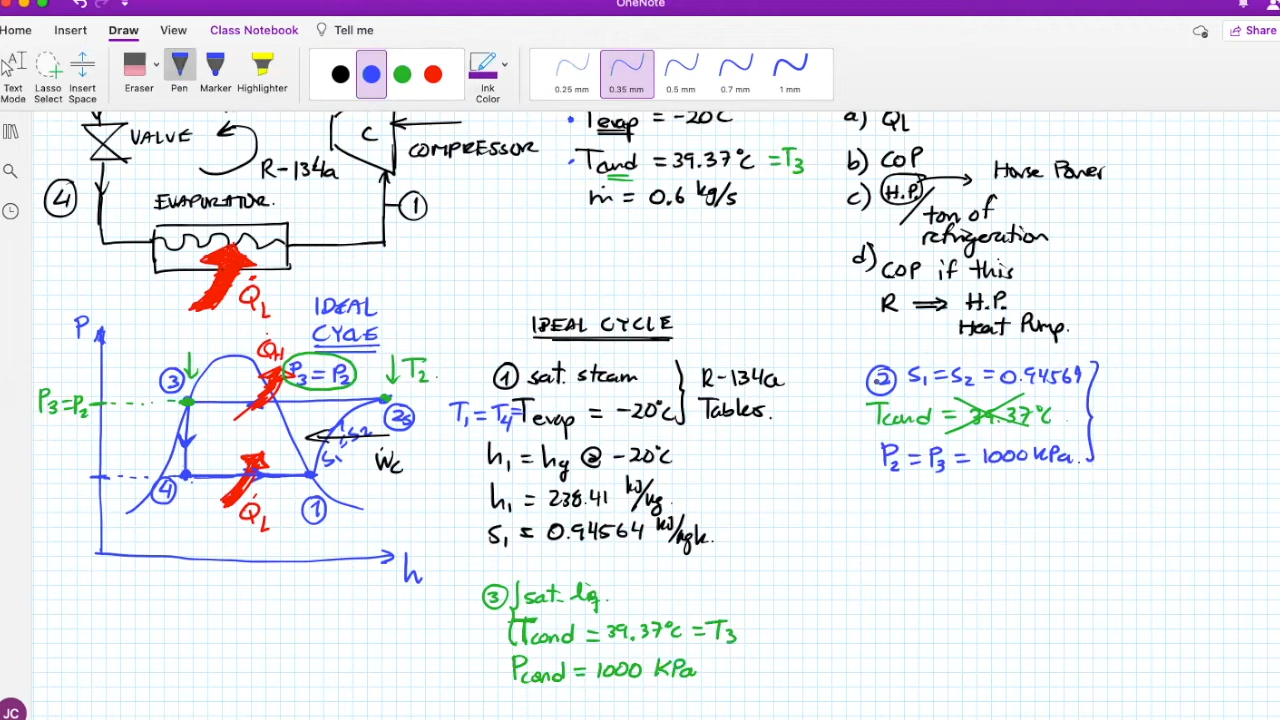 OneNote
Home Insert Draw View Class Notebook Tell me
Share
Text Mode
Lasso Select
Insert Space
Eraser
Pen
Marker
Highlighter
Ink Color
0.25 mm
0.35 mm
0.5 mm
0.7 mm
1 mm
VALVE
R-134a
C
COMPRESSOR
4
EVAPORATOR.
1
Q̇L
• Tevap = -20°C
• Tcond = 39.37°C = T3
ṁ = 0.6 kg/s
a) QL
b) COP
c) H.P. / ton of refrigeration
Horse Power
d) COP if this
R ⟹ H.P.
Heat Pump.
P
IDEAL CYCLE
Q̇H
P3 = P2
T2
3
P3=P2
2s
S1=S2
S1
Ẇc
4
Q̇L
1
h
IDEAL CYCLE
① sat. steam
T1 = T4 = Tevap = -20°C
R-134a Tables.
h1 = hg @ -20°C
h1 = 238.41 kJ/kg.
s1 = 0.94564 kJ/kgk.
③ sat. liq.
Tcond = 39.37°C = T3
Pcond = 1000 KPa
② S1 = S2 = 0.94564
Tcond = 39.37°C
P2 = P3 = 1000 kPa.
JC